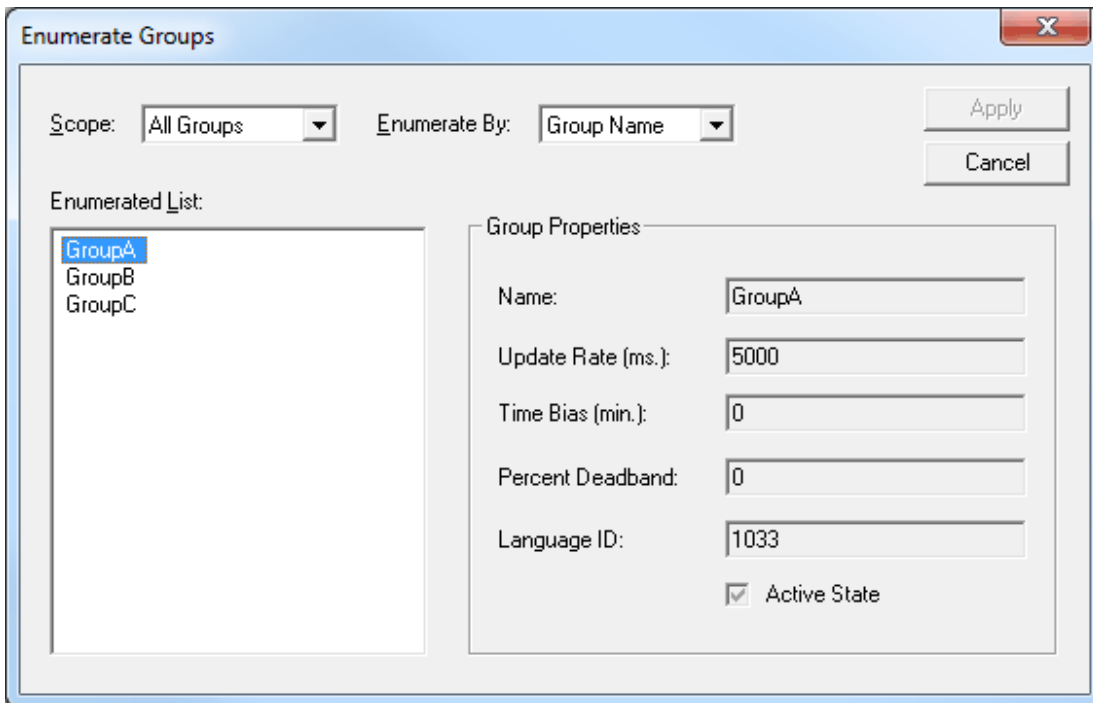 Enumerate Groups
Scope: All Groups Enumerate By: Group Name
Apply
Cancel
Enumerated List:
GroupA
GroupB
GroupC
Group Properties
Name: GroupA
Update Rate (ms.): 5000
Time Bias (min.): 0
Percent Deadband: 0
Language ID: 1033
Active State